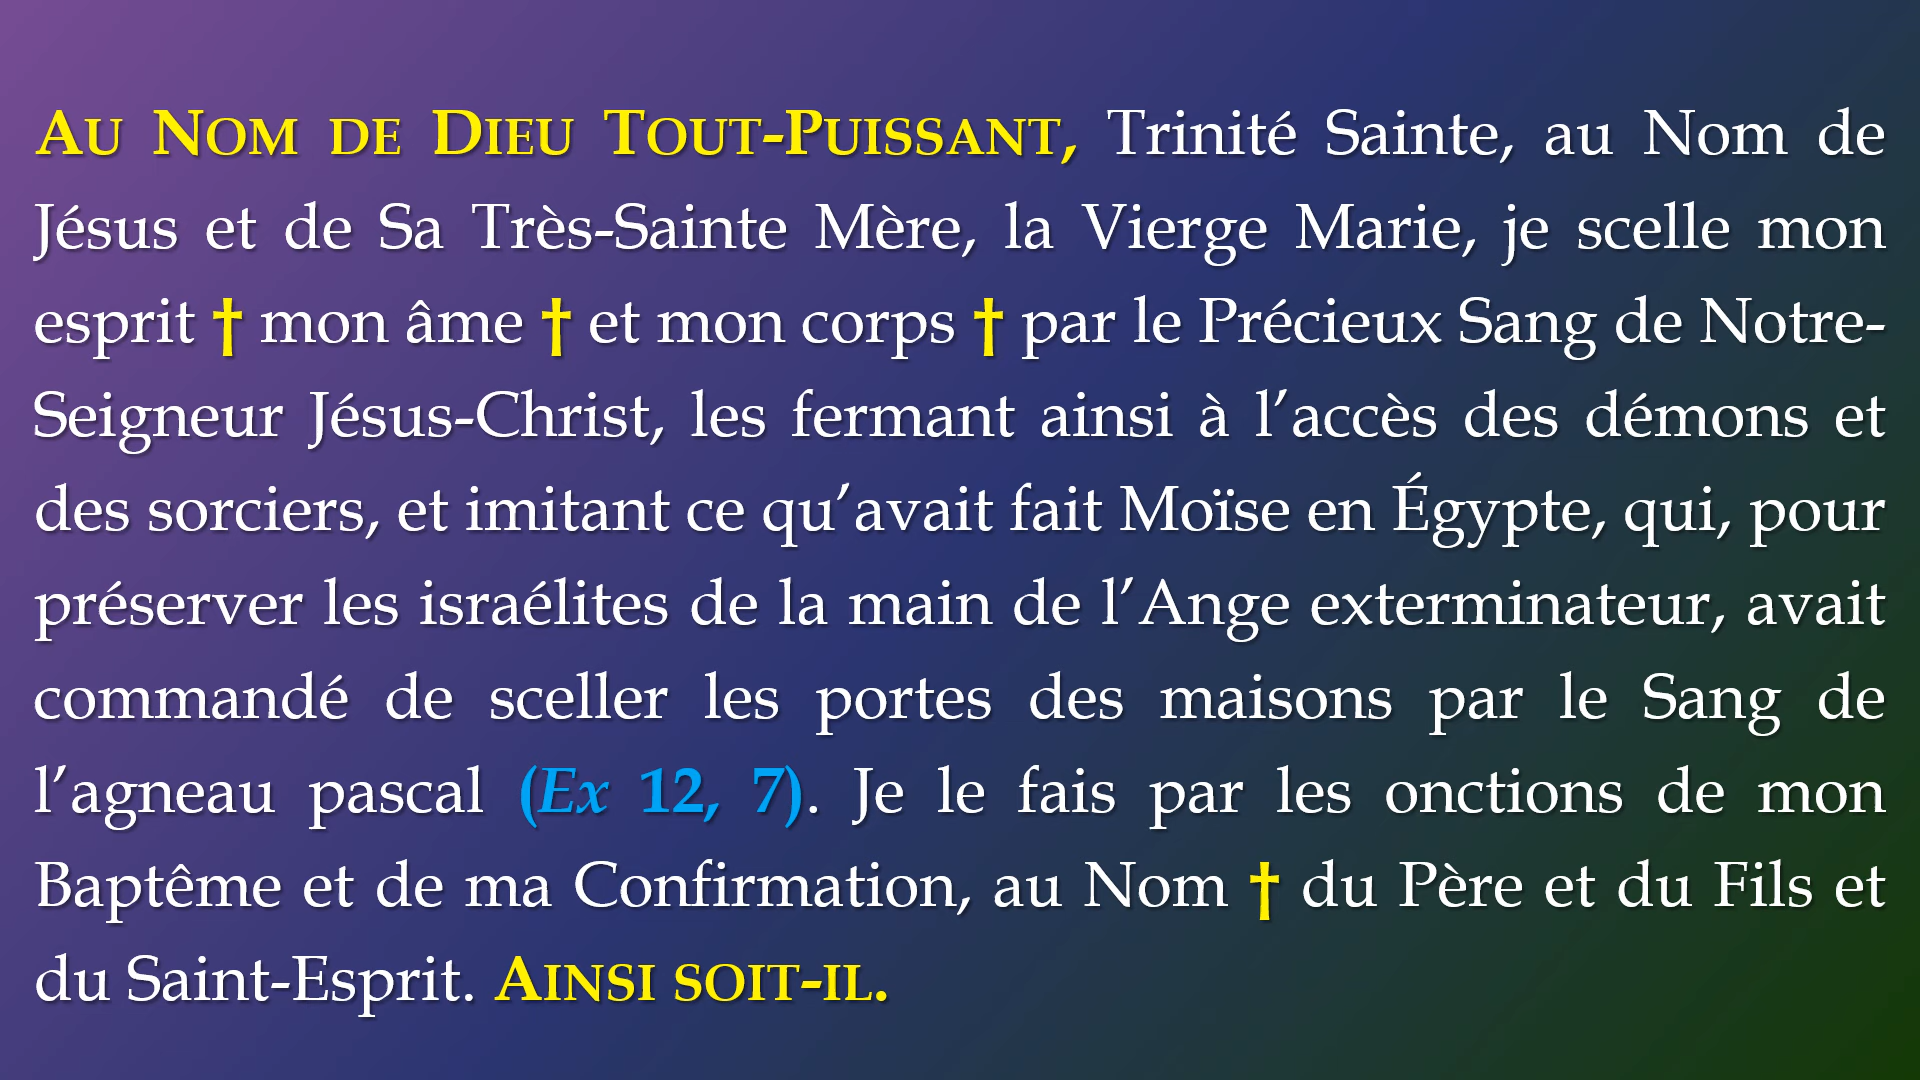 AU NOM DE DIEU TOUT-PUISSANT, Trinité Sainte, au Nom de
Jésus et de Sa Très-Sainte Mère, la Vierge Marie, je scelle mon
esprit † mon âme † et mon corps † par le Précieux Sang de Notre-
Seigneur Jésus-Christ, les fermant ainsi à l’accès des démons et
des sorciers, et imitant ce qu’avait fait Moïse en Égypte, qui, pour
préserver les israélites de la main de l’Ange exterminateur, avait
commandé de sceller les portes des maisons par le Sang de
l’agneau pascal (Ex 12, 7). Je le fais par les onctions de mon
Baptême et de ma Confirmation, au Nom † du Père et du Fils et
du Saint-Esprit. AINSI SOIT-IL.